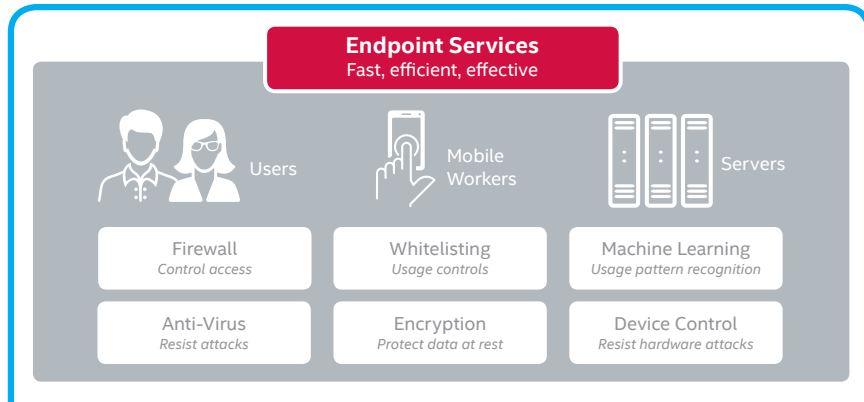 Endpoint Services
Fast, efficient, effective
Users
Mobile
Workers
Servers
Firewall
Control access
Whitelisting
Usage controls
Machine Learning
Usage pattern recognition
Anti-Virus
Resist attacks
Encryption
Protect data at rest
Device Control
Resist hardware attacks